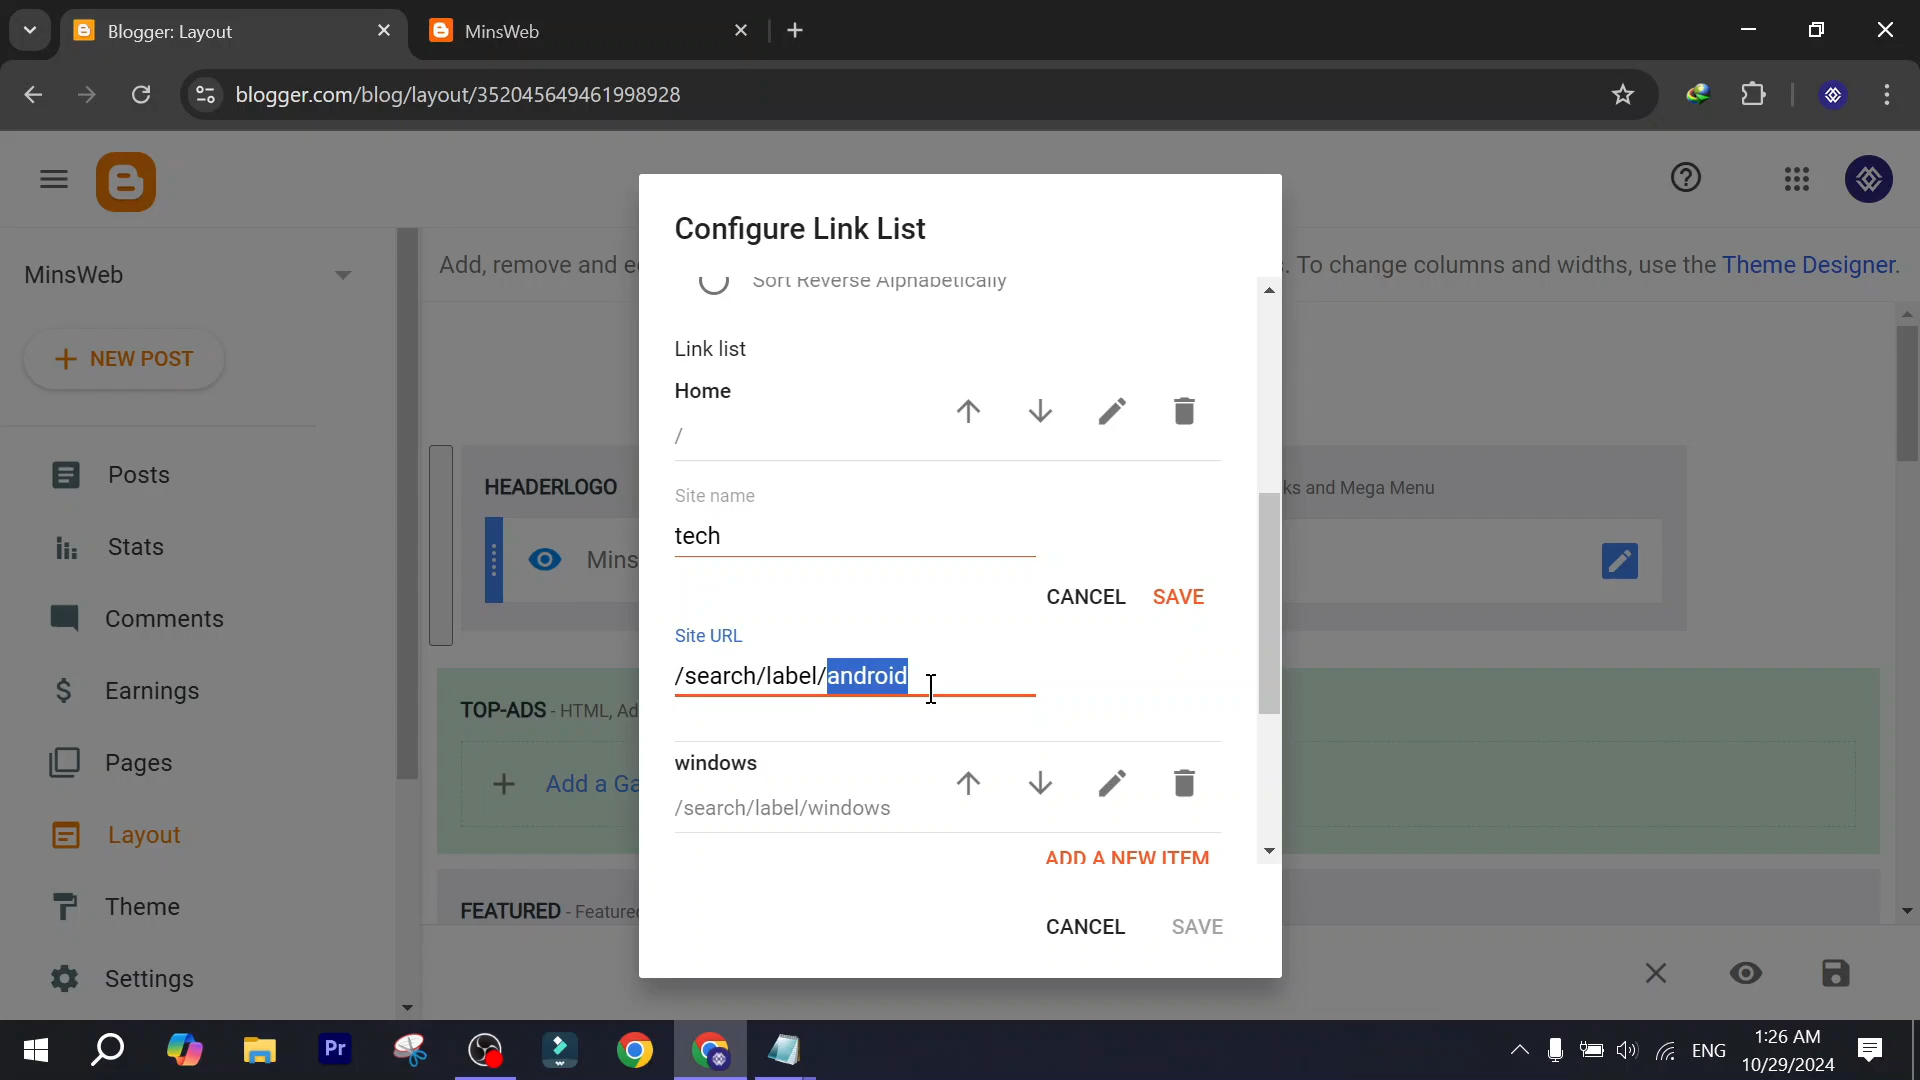 Blogger: Layout
MinsWeb
blogger.com/blog/layout/352045649461998928
MinsWeb
Add, remove and e
. To change columns and widths, use the Theme Designer.
NEW POST
Posts
Stats
Comments
Earnings
Pages
Layout
Theme
Settings
HEADERLOGO
Mins
ks and Mega Menu
TOP-ADS - HTML, Ad
Add a Ga
FEATURED - Feature
Configure Link List
Sort Reverse Alphabetically
Link list
Home
/
Site name
tech
CANCEL SAVE
Site URL
/search/label/android
windows
/search/label/windows
ADD A NEW ITEM
CANCEL SAVE
Pr
ENG
1:26 AM
10/29/2024